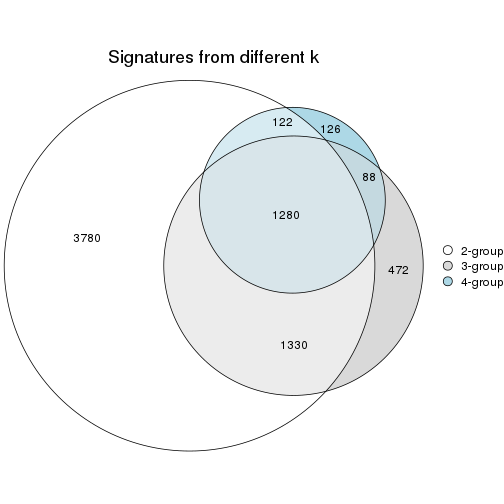 Signatures from different k
122
126
88
3780
1280
472
1330
2-group
3-group
4-group